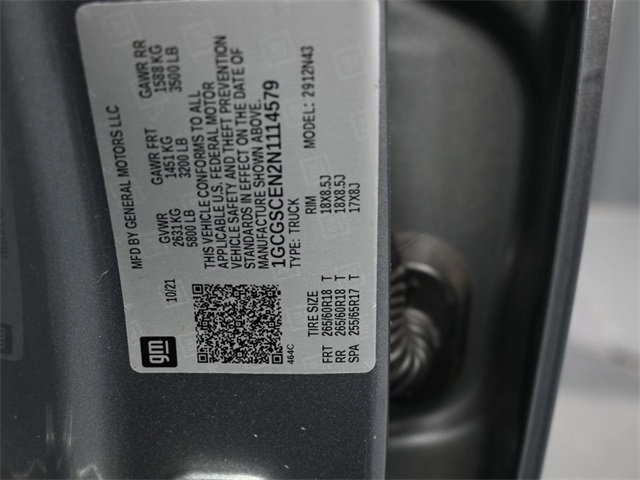 MFD BY GENERAL MOTORS LLC
10/21
GVWR GAWR FRT GAWR RR
2631 KG 1451 KG 1588 KG
5800 LB 3200 LB 3500 LB
THIS VEHICLE CONFORMS TO ALL
APPLICABLE U.S. FEDERAL MOTOR
VEHICLE SAFETY AND THEFT PREVENTION
STANDARDS IN EFFECT ON THE DATE OF
MANUFACTURE SHOWN ABOVE.
1GCGSCEN2N1114579
TYPE: TRUCK MODEL: 2912N43
gm
464C
TIRE SIZE RIM
FRT 265/60R18 T 18X8.5J
RR 265/60R18 T 18X8.5J
SPA 255/65R17 T 17X8J